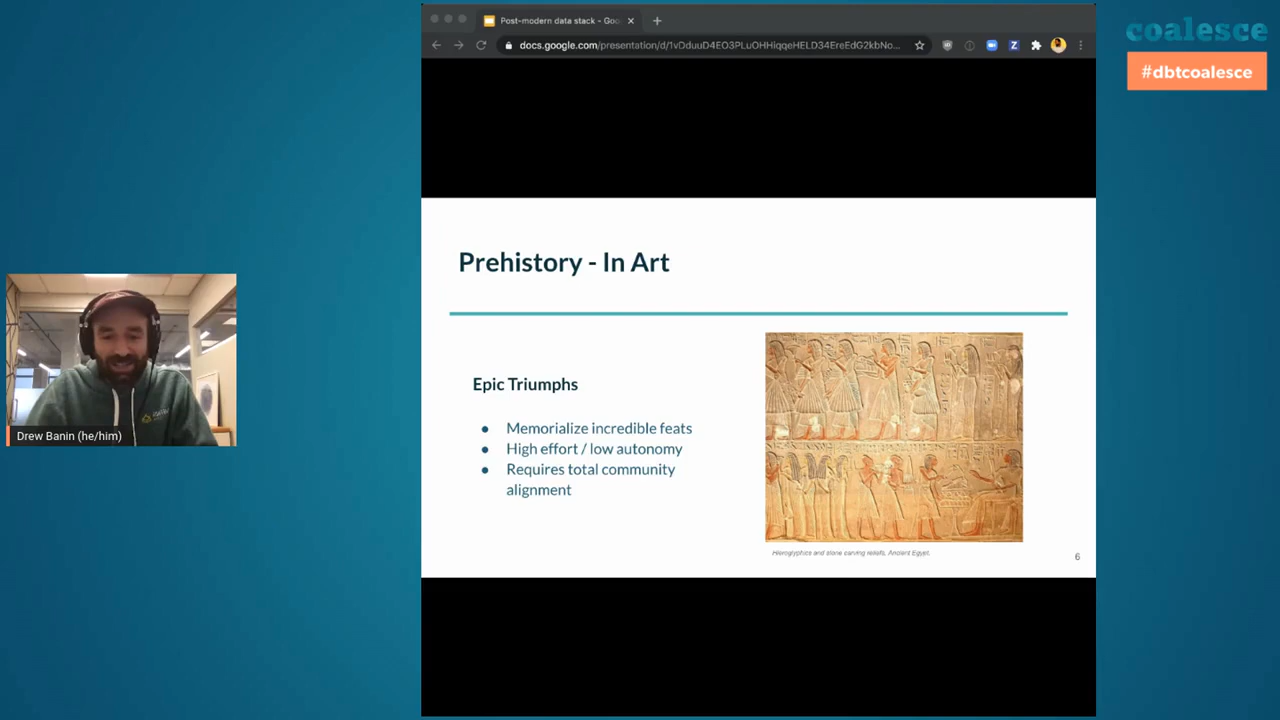 Post-modern data stack - Goo
docs.google.com/presentation/d/1vDduuD4EO3PLuOHHiqqeHELD34EreEdG2kbNo...
coalesce
#dbtcoalesce
Prehistory - In Art
Epic Triumphs
Memorialize incredible feats
High effort / low autonomy
Requires total community
alignment
Hieroglyphics and stone carving reliefs, Ancient Egypt.
6
Drew Banin (he/him)